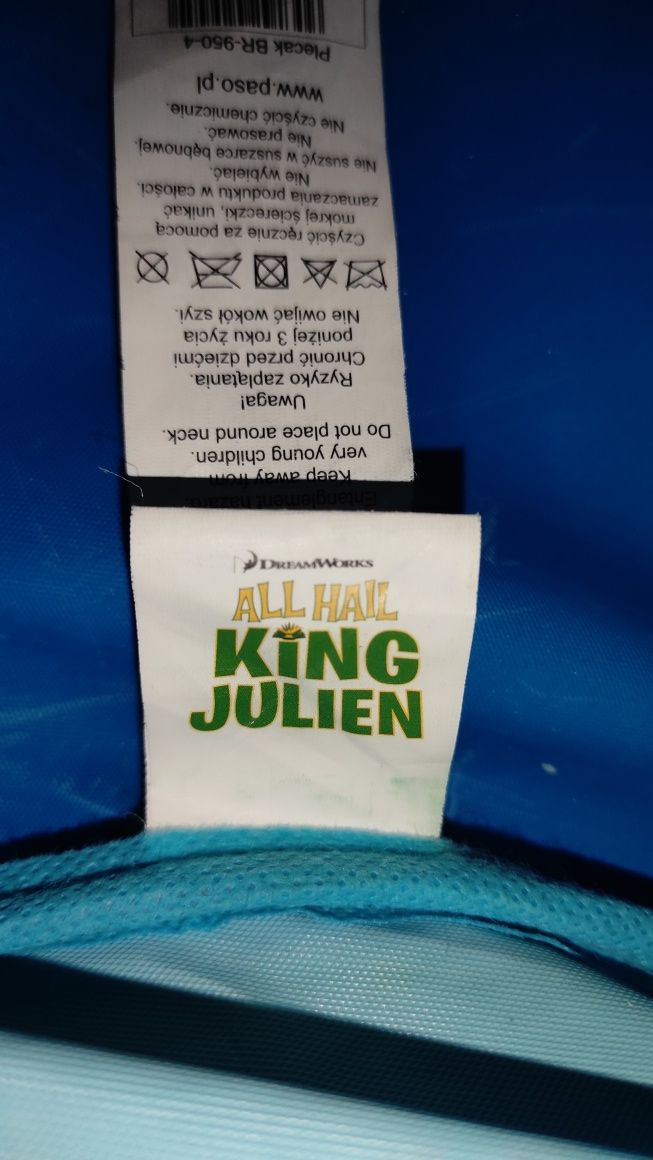 Entanglement hazard.
Keep away from
very young children.
Do not place around neck.
Uwaga!
Ryzyko zaplątania.
Chronić przed dziećmi
poniżej 3 roku życia
Nie owijać wokół szyi.
Czyścić ręcznie za pomocą
mokrej ściereczki, unikać
zamaczania produktu w całości.
Nie wybielać.
Nie suszyć w suszarce bębnowej.
Nie prasować.
Nie czyścić chemicznie.
www.paso.pl
Plecak BR-950-4
DREAMWORKS
ALL HAIL
KING
JULIEN